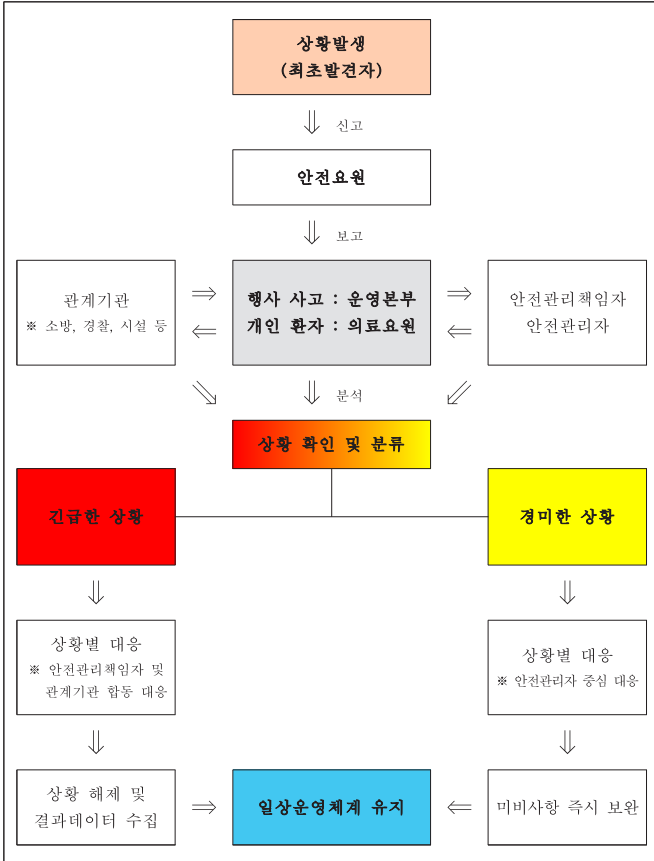 상황발생
(최초발견자)
신고
안전요원
보고
관계기관
※ 소방, 경찰, 시설 등
행사 사고 : 운영본부
개인 환자 : 의료요원
안전관리책임자
안전관리자
분석
상황 확인 및 분류
긴급한 상황
경미한 상황
상황별 대응
※ 안전관리책임자 및
관계기관 합동 대응
상황별 대응
※ 안전관리자 중심 대응
상황 해제 및
결과데이터 수집
일상운영체계 유지
미비사항 즉시 보완